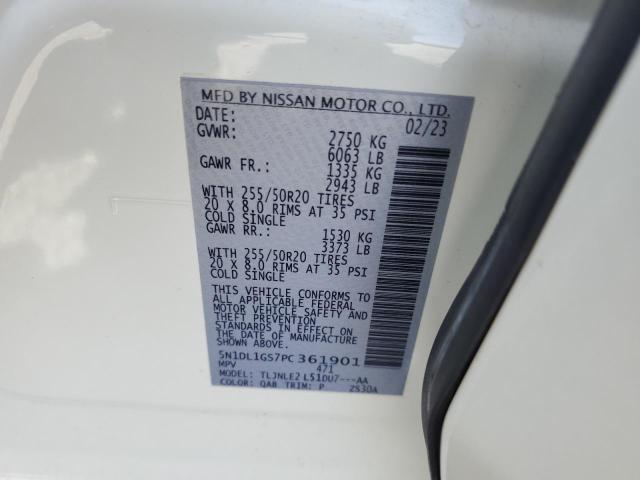 MFD BY NISSAN MOTOR CO., LTD.
DATE: 02/23
GVWR: 2750 KG
6063 LB
GAWR FR.: 1335 KG
2943 LB
WITH 255/50R20 TIRES
20 X 8.0 RIMS AT 35 PSI
COLD SINGLE
GAWR RR.: 1530 KG
3373 LB
WITH 255/50R20 TIRES
20 X 8.0 RIMS AT 35 PSI
COLD SINGLE
THIS VEHICLE CONFORMS TO
ALL APPLICABLE FEDERAL
MOTOR VEHICLE SAFETY AND
THEFT PREVENTION
STANDARDS IN EFFECT ON THE
DATE OF MANUFACTURE
SHOWN ABOVE.
5N1DL1GS7PC361901
MPV 471
MODEL: TLJNLE2 L51DU7---AA
COLOR: QAB TRIM: P 2S30A